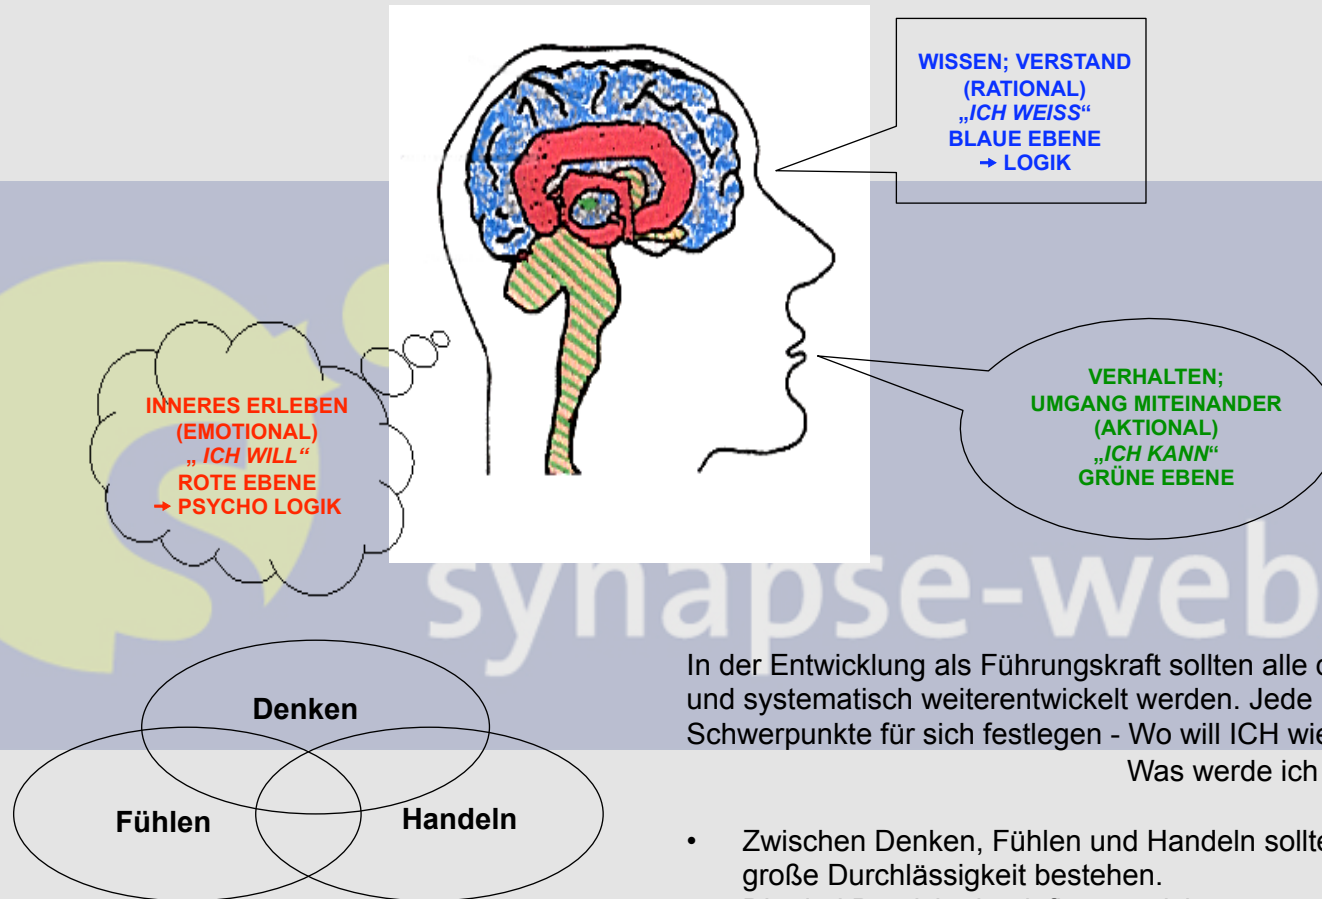 WISSEN; VERSTAND
(RATIONAL)
„ICH WEISS“
BLAUE EBENE
➞ LOGIK
INNERES ERLEBEN
(EMOTIONAL)
„ ICH WILL“
ROTE EBENE
➞ PSYCHO LOGIK
VERHALTEN;
UMGANG MITEINANDER
(AKTIONAL)
„ICH KANN“
GRÜNE EBENE
synapse-web
Denken
Fühlen
Handeln
In der Entwicklung als Führungskraft sollten alle
und systematisch weiterentwickelt werden. Jede
Schwerpunkte für sich festlegen - Wo will ICH
Was werde ich
• Zwischen Denken, Fühlen und Handeln
große Durchlässigkeit bestehen.